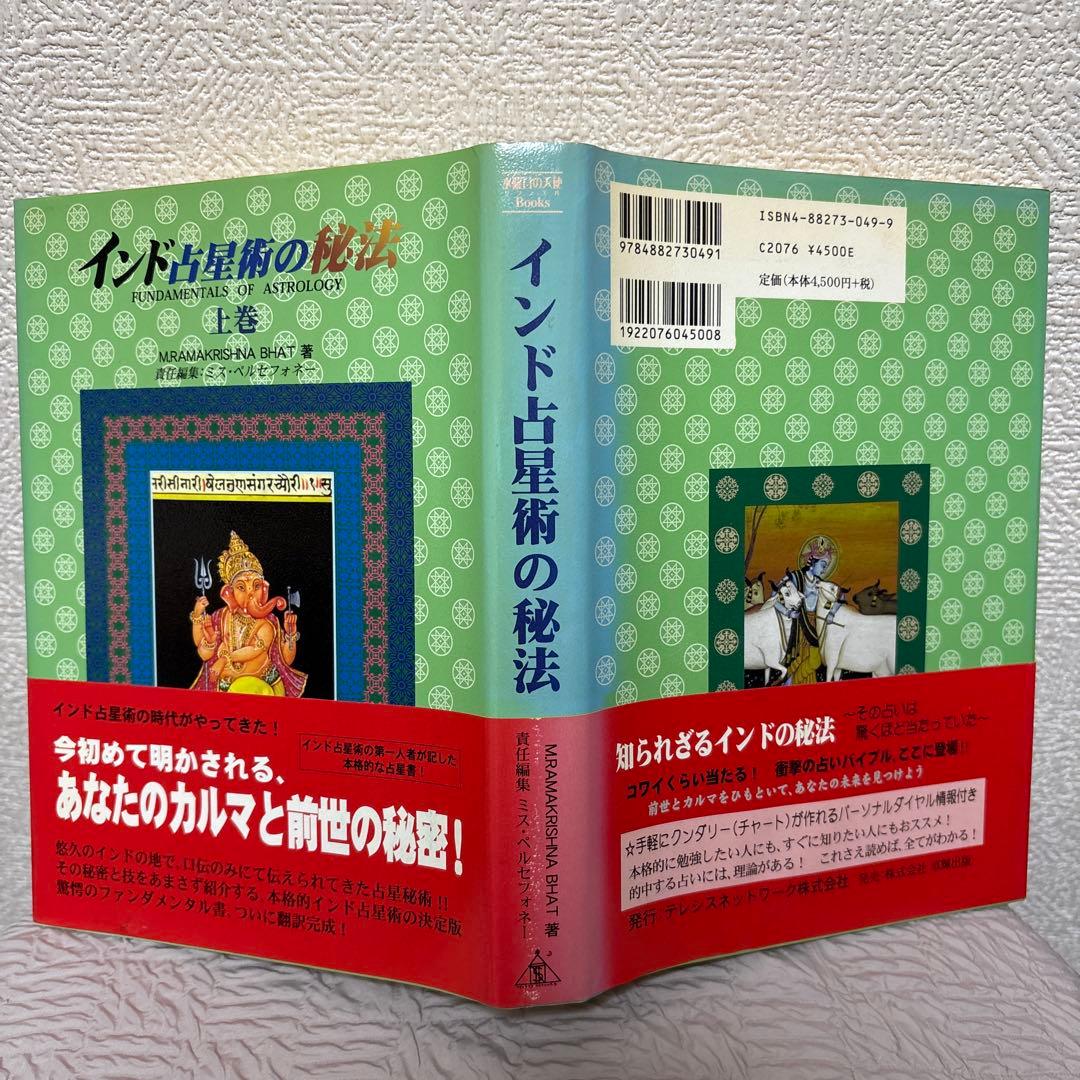 インド占星術の秘法
FUNDAMENTALS OF ASTROLOGY
上巻
M.RAMAKRISHNA BHAT 著
責任編集:ミス・ペルセフォネー
インド占星術の時代がやってきた!
今初めて明かされる、
あなたのカルマと前世の秘密!
インド占星術の第一人者が記した
本格的な占星書!
悠久のインドの地で、口伝のみにて伝えられてきた占星秘術!!
その秘密と技をあまさず紹介する、本格的インド占星術の決定版
驚愕のファンダメンタル書、ついに翻訳完成!
Books
インド占星術の秘法
M.RAMAKRISHNA BHAT 著
責任編集 ミス・ペルセフォネー
9784882730491
1922076045008
ISBN4-88273-049-9
C2076 ¥4500E
定価(本体4,500円+税)
知られざるインドの秘法
~その占いは
驚くほど当たっていた~
コワイくらい当たる! 衝撃の占いバイブル、ここに登場!!
前世とカルマをひもといて、あなたの未来を見つけよう
☆手軽にクンダリー(チャート)が作れるパーソナルダイヤル情報付き
本格的に勉強したい人にも、すぐに知りたい人にもおススメ!
的中する占いには、理論がある! これさえ読めば、全てがわかる!
発行:テレシスネットワーク株式会社 発売:株式会社